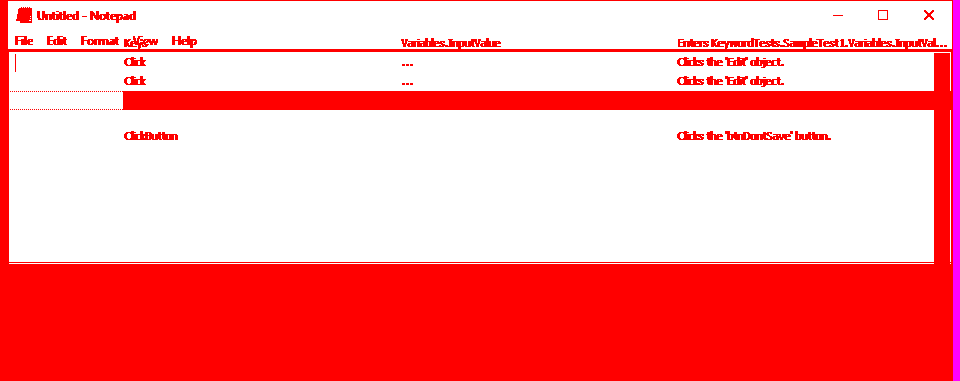 Untitled - Notepad
File Edit Format View Help
Keys Variables.InputValue Enters KeywordTests.SampleTest1.Variables.InputVal...
Click ... Clicks the 'Edit' object.
Click ... Clicks the 'Edit' object.
ClickButton Clicks the 'btnDontSave' button.